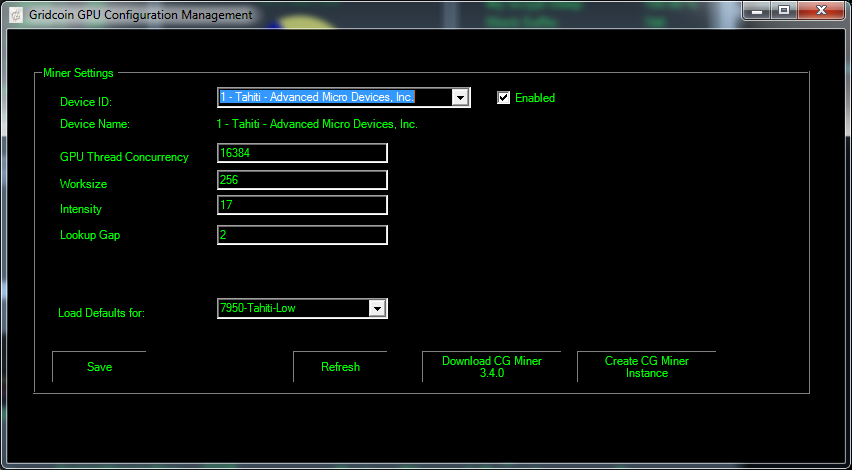 Gridcoin GPU Configuration Management
Miner Settings
Device ID: 1 - Tahiti - Advanced Micro Devices, Inc. Enabled
Device Name: 1 - Tahiti - Advanced Micro Devices, Inc.
GPU Thread Concurrency 16384
Worksize 256
Intensity 17
Lookup Gap 2
Load Defaults for: 7950-Tahiti-Low
Save Refresh Download CG Miner 3.4.0 Create CG Miner Instance